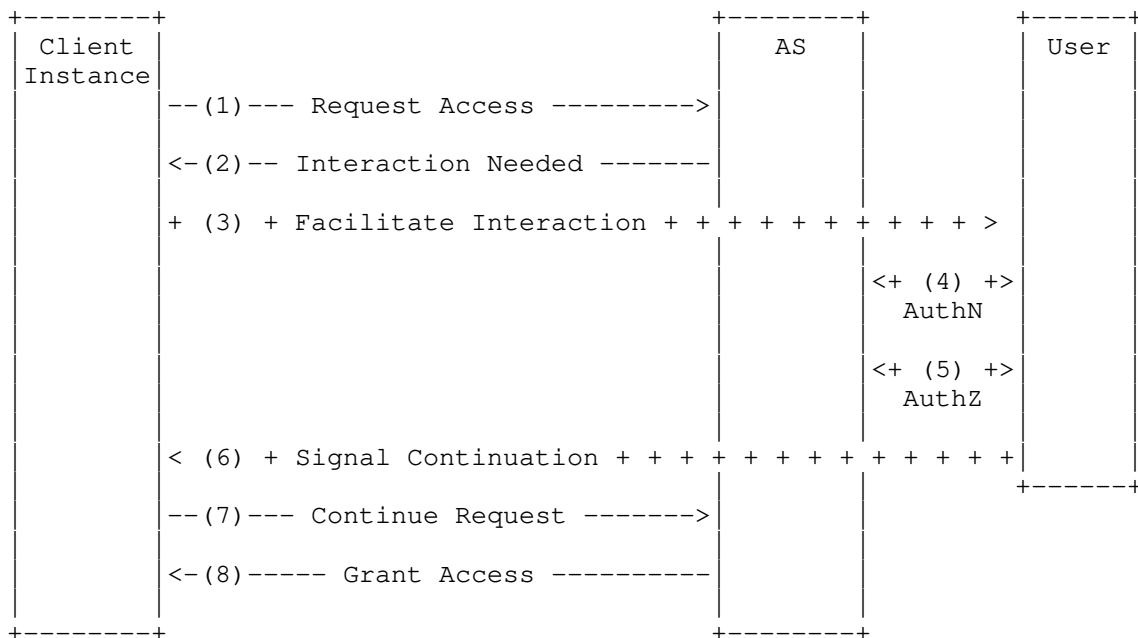 Client AS User
Instance
(1) Request Access
(2) Interaction Needed
(3) Facilitate Interaction
(4)
AuthN
(5)
AuthZ
(6) Signal Continuation
(7) Continue Request
(8) Grant Access